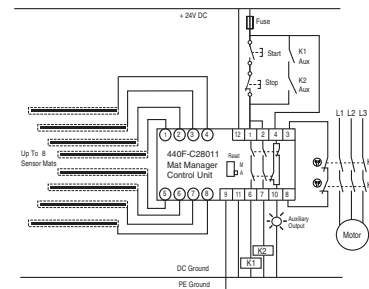 + 24V DC
Fuse
Start
K1
Aux
Stop
K2
Aux
L1 L2 L3
1 2 3 4
12 1 2 4 3
440F-C28011
Mat Manager
Control Unit
Reset
M
A
Up To 8
Sensor Mats
5 6 7 8
9 11 6 7 10 8
K
K
Auxiliary
Output
Motor
K2
K1
DC Ground
PE Ground